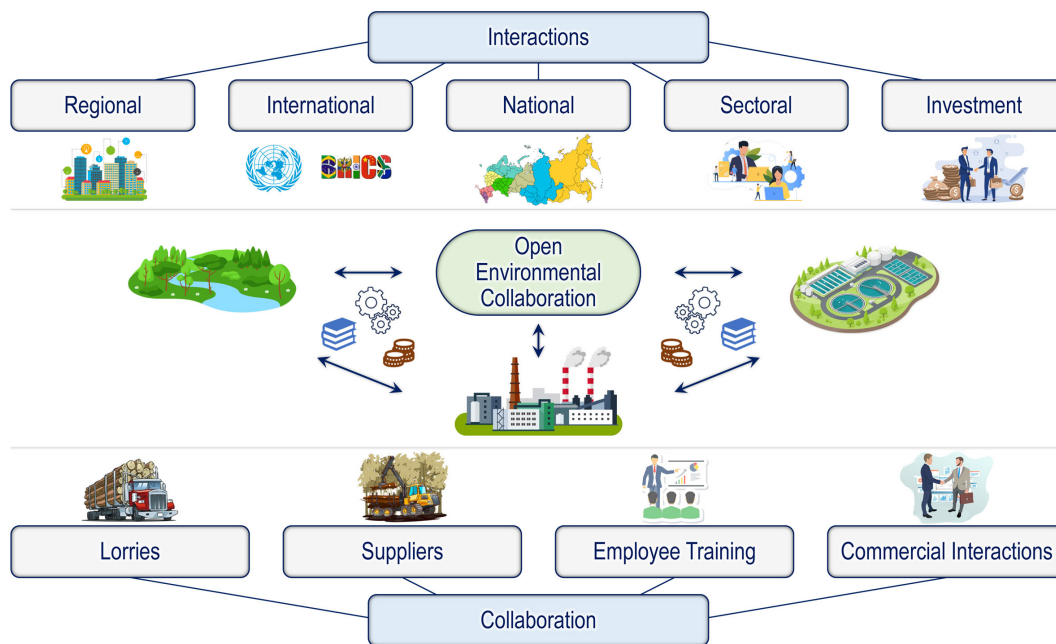 Interactions
Regional
International
National
Sectoral
Investment
BRICS
Open
Environmental
Collaboration
Lorries
Suppliers
Employee Training
Commercial Interactions
Collaboration